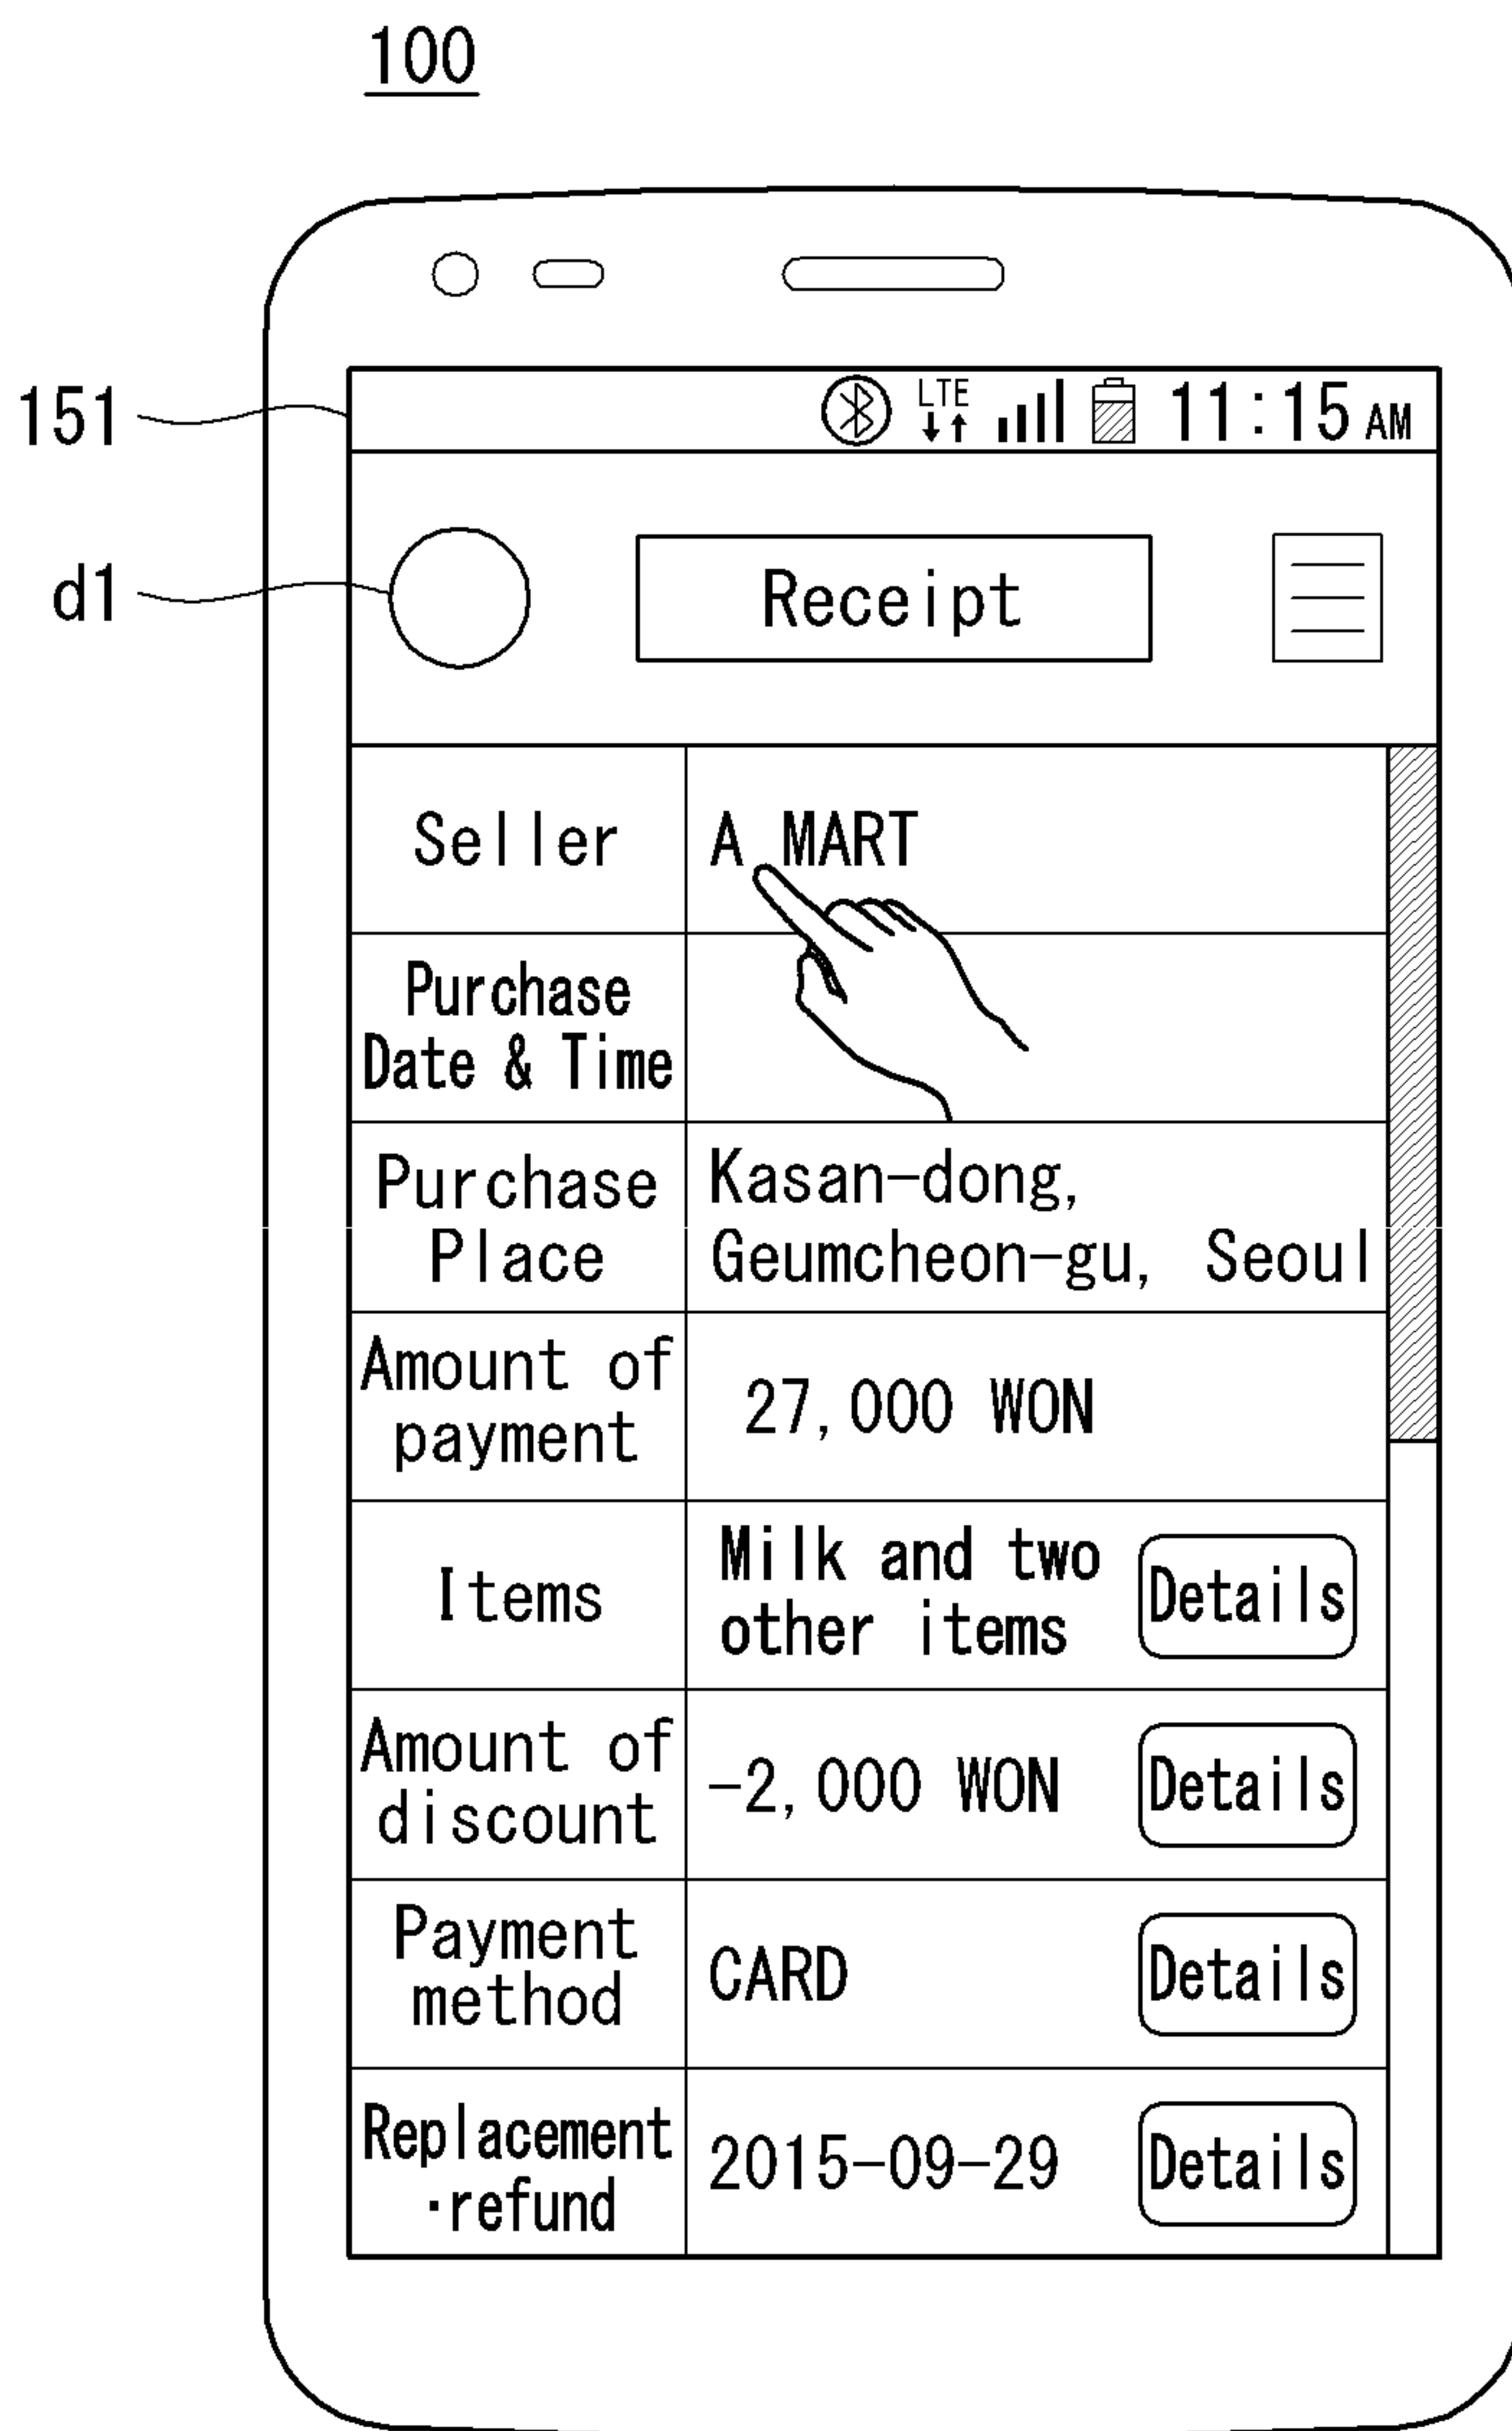 100
151
LTE 11:15 AM
d1
Receipt
Seller A MART
Purchase
Date & Time
Purchase
Place
Kasan-dong,
Geumcheon-gu, Seoul
Amount of
payment
27,000 WON
Items
Milk and two
other items
Details
Amount of
discount
-2,000 WON
Details
Payment
method
CARD
Details
Replacement
·refund
2015-09-29
Details